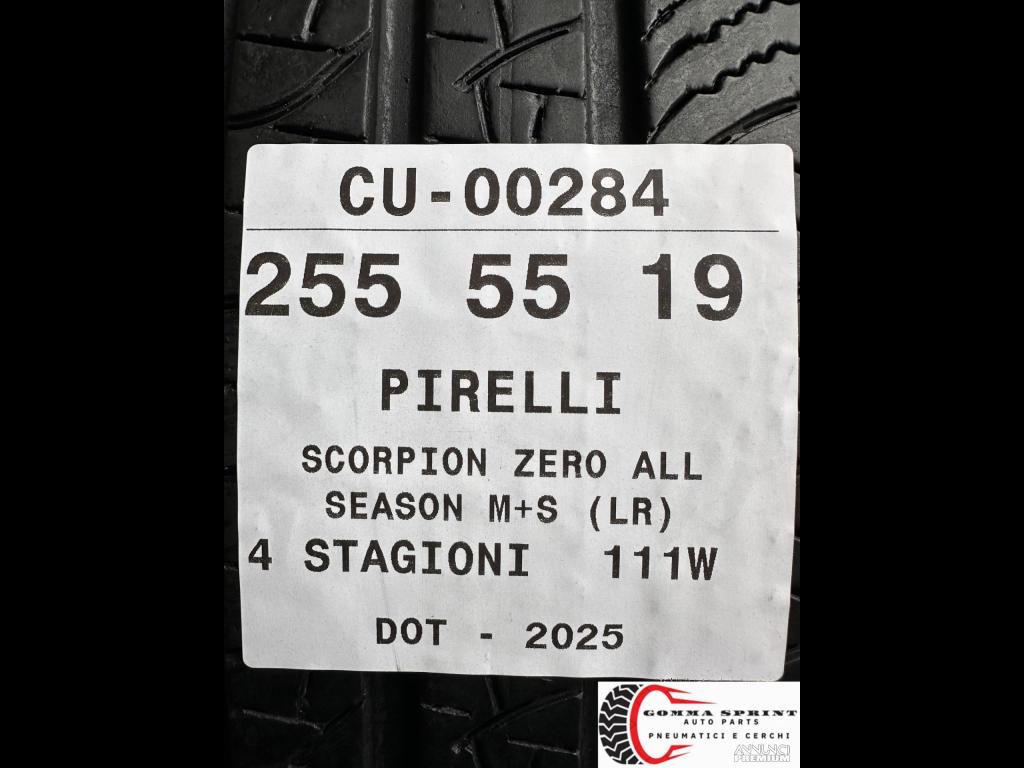 CU-00284
255 55 19
PIRELLI
SCORPION ZERO ALL
SEASON M+S (LR)
4 STAGIONI 111W
DOT - 2025
GOMMA SPRINT
AUTO PARTS
PNEUMATICI E CERCHI
ANNUNCI
PREMIUM